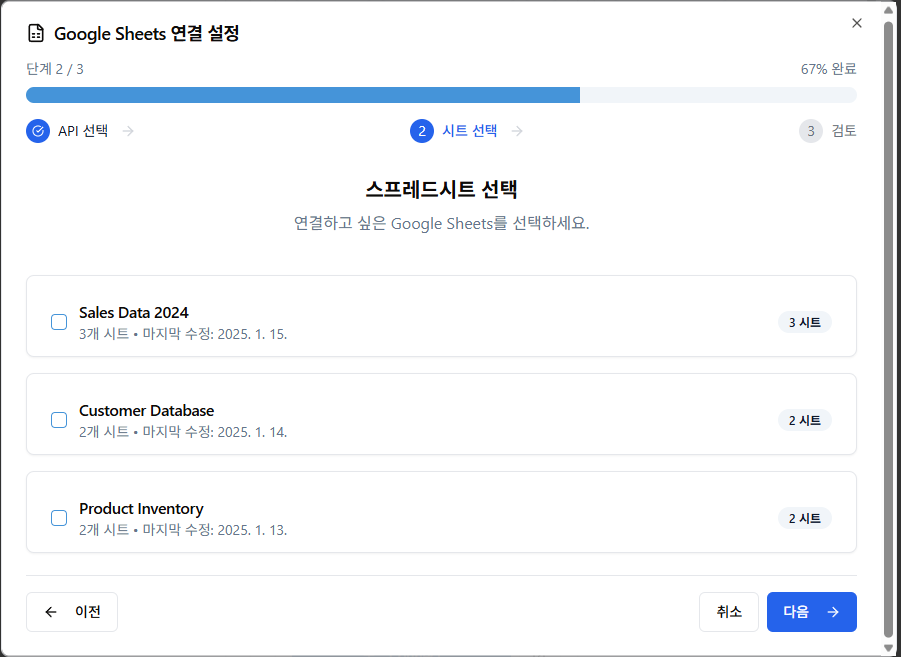 Google Sheets 연결 설정
단계 2 / 3
67% 완료
API 선택
2 시트 선택
3 검토
스프레드시트 선택
연결하고 싶은 Google Sheets를 선택하세요.
Sales Data 2024
3개 시트 • 마지막 수정: 2025. 1. 15.
3 시트
Customer Database
2개 시트 • 마지막 수정: 2025. 1. 14.
2 시트
Product Inventory
2개 시트 • 마지막 수정: 2025. 1. 13.
2 시트
이전
취소
다음